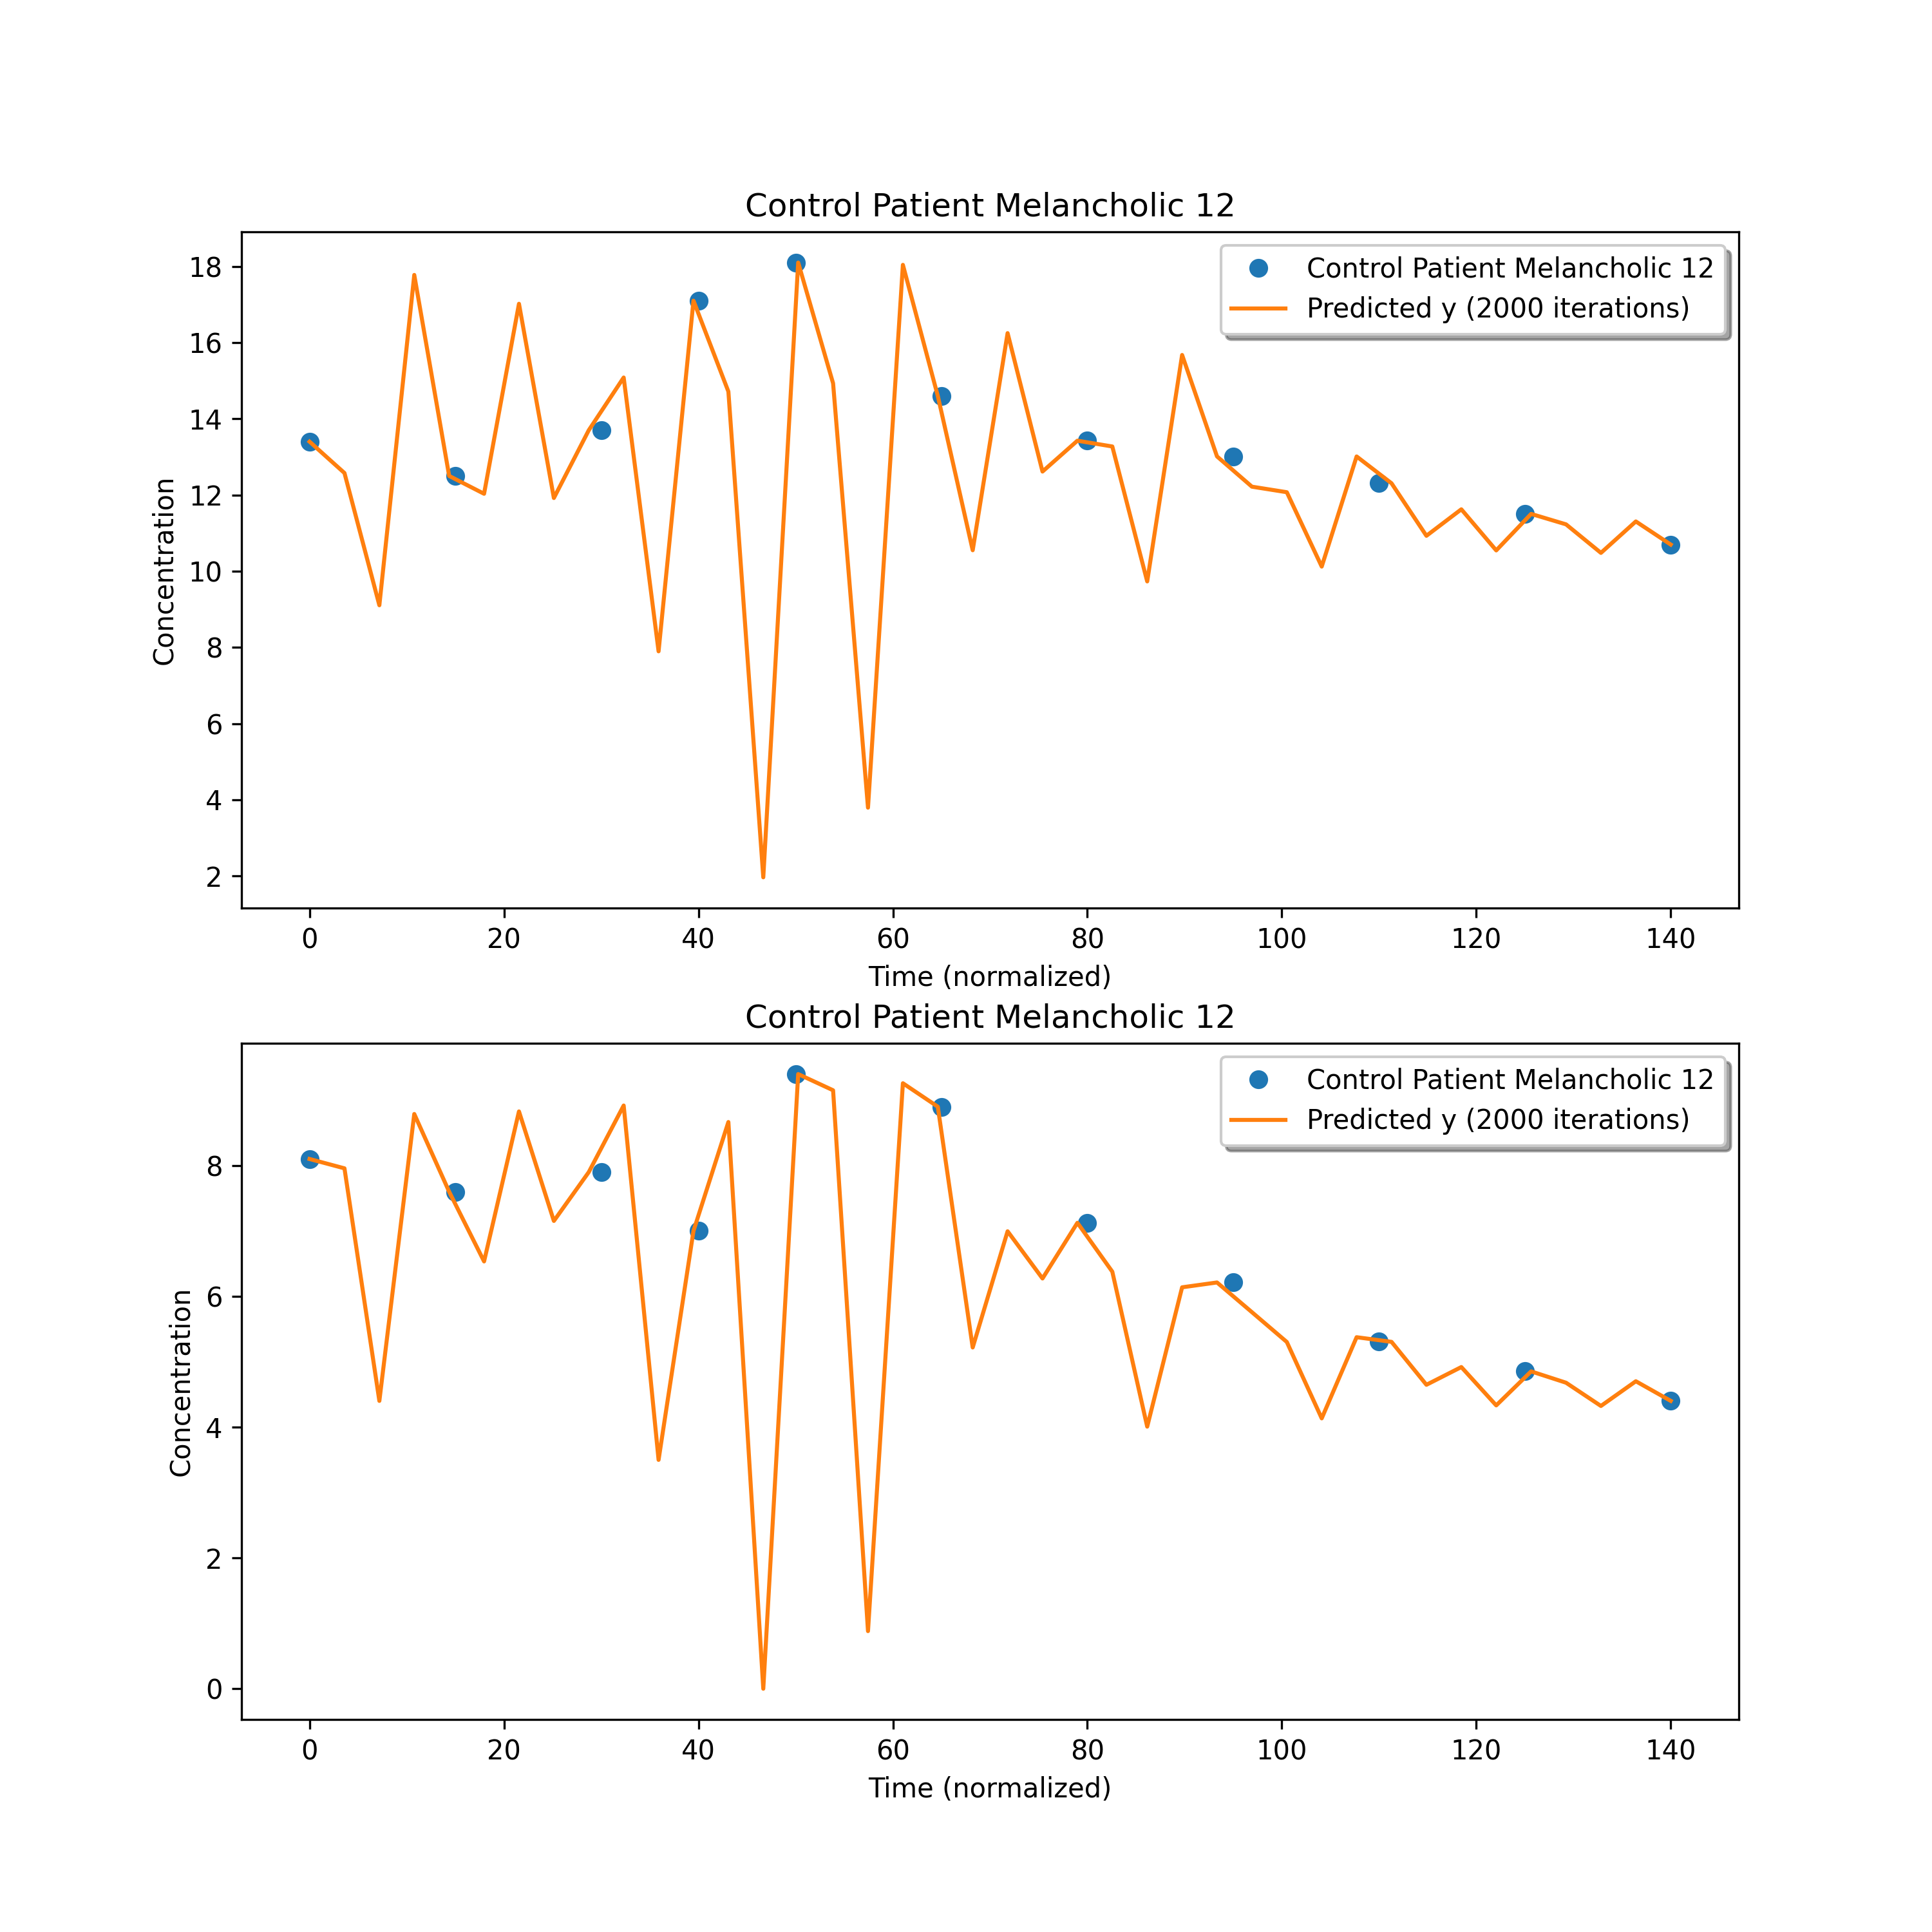 Control Patient Melancholic 12
Control Patient Melancholic 12
Predicted y (2000 iterations)
Concentration
18
16
14
12
10
8
6
4
2
0 20 40 60 80 100 120 140
Time (normalized)
Control Patient Melancholic 12
Control Patient Melancholic 12
Predicted y (2000 iterations)
Concentration
8
6
4
2
0
0 20 40 60 80 100 120 140
Time (normalized)